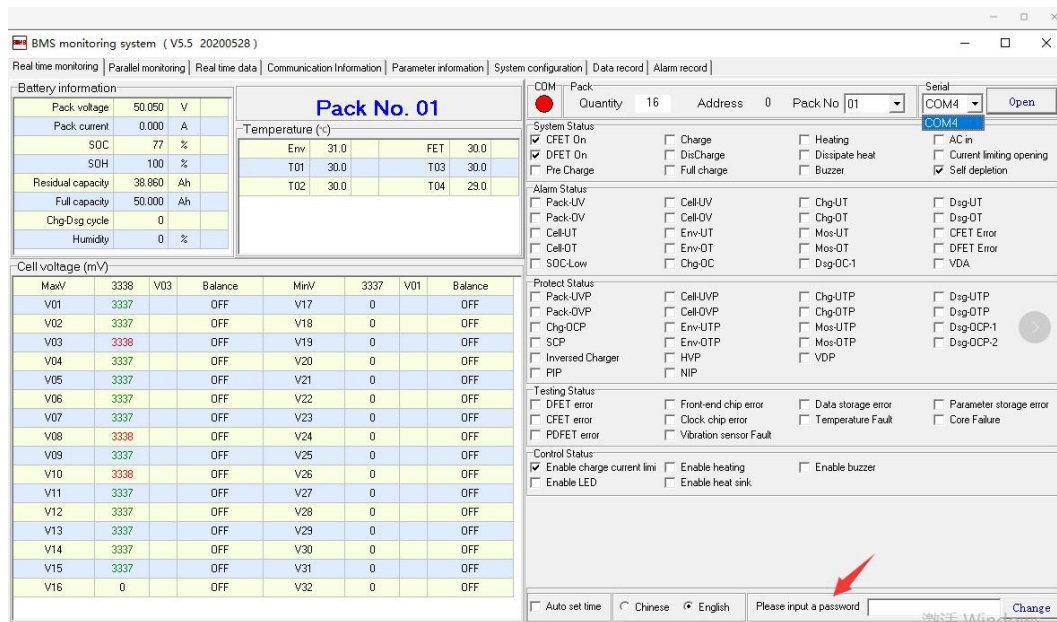 BMS monitoring system ( V5.5 20200528 )
Real time monitoring Parallel monitoring Real time data Communication Information Parameter information System configuration Data record Alarm record
Battery information
Pack voltage 50.050 V
Pack current 0.000 A
SOC 77 %
SOH 100 %
Residual capacity 38.860 Ah
Full capacity 50.000 Ah
Chg-Dsg cycle 0
Humidity 0 %
Pack No. 01
Temperature (℃)
Env 31.0 FET 30.0
T01 30.0 T03 30.0
T02 30.0 T04 29.0
Cell voltage (mV)
MaxV 3338 V03 Balance MinV 3337 V01 Balance
V01 3337 OFF V17 0 OFF
V02 3337 OFF V18 0 OFF
V03 3338 OFF V19 0 OFF
V04 3337 OFF V20 0 OFF
V05 3337 OFF V21 0 OFF
V06 3337 OFF V22 0 OFF
V07 3337 OFF V23 0 OFF
V08 3338 OFF V24 0 OFF
V09 3337 OFF V25 0 OFF
V10 3338 OFF V26 0 OFF
V11 3337 OFF V27 0 OFF
V12 3337 OFF V28 0 OFF
V13 3337 OFF V29 0 OFF
V14 3337 OFF V30 0 OFF
V15 3337 OFF V31 0 OFF
V16 0 OFF V32 0 OFF
COM Pack Serial
Quantity 16 Address 0 Pack No 01 COM4 Open
COM4
System Status
CFET On Charge Heating AC in
DFET On DisCharge Dissipate heat Current limiting opening
Pre Charge Full charge Buzzer Self depletion
Alarm Status
Pack-UV Cell-UV Chg-UT Dsg-UT
Pack-OV Cell-OV Chg-OT Dsg-OT
Cell-UT Env-UT Mos-UT CFET Error
Cell-OT Env-OT Mos-OT DFET Error
SOC-Low Chg-OC Dsg-OC-1 VDA
Protect Status
Pack-UVP Cell-UVP Chg-UTP Dsg-UTP
Pack-OVP Cell-OVP Chg-OTP Dsg-OTP
Chg-OCP Env-UTP Mos-UTP Dsg-OCP-1
SCP Env-OTP Mos-OTP Dsg-OCP-2
Inversed Charger HVP VDP
PIP NIP
Testing Status
DFET error Front-end chip error Data storage error Parameter storage error
CFET error Clock chip error Temperature Fault Core Failure
PDFET error Vibration sensor Fault
Control Status
Enable charge current limi Enable heating Enable buzzer
Enable LED Enable heat sink
Auto set time Chinese English Please input a password Change